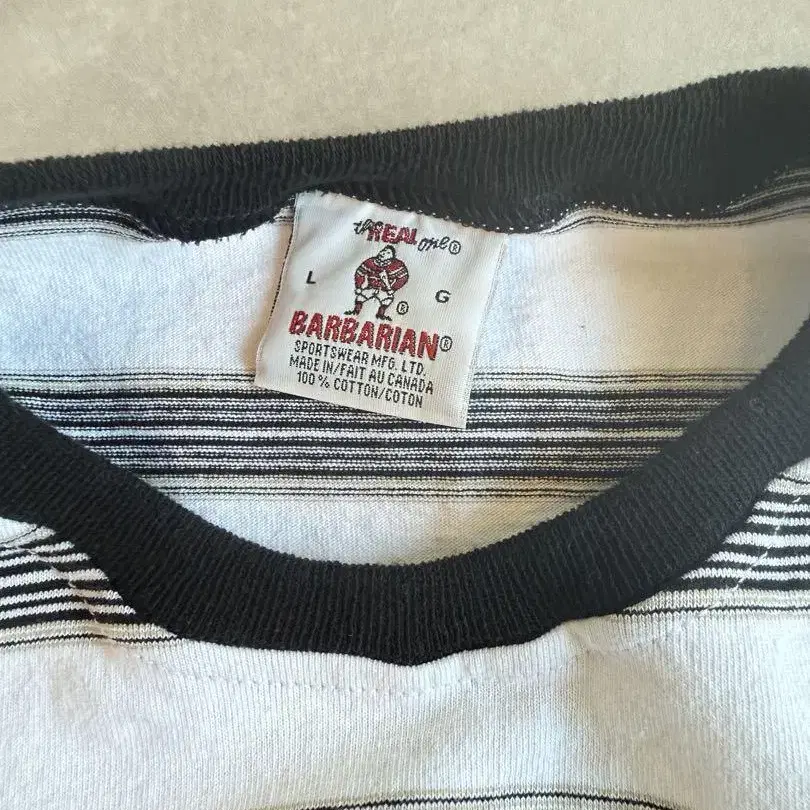 the REAL one®
L G
®
BARBARIAN®
SPORTSWEAR MFG. LTD.
MADE IN/FAIT AU CANADA
100% COTTON/COTON